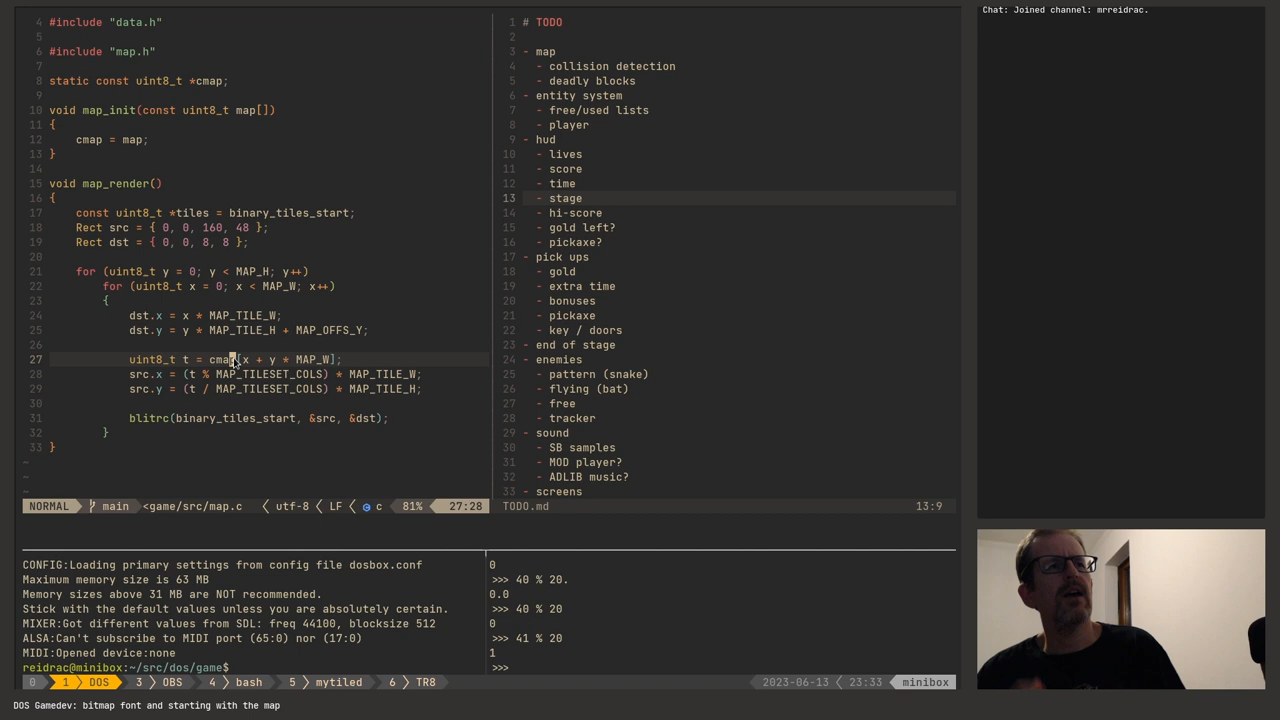 4 #include "data.h"
5
6 #include "map.h"
7
8 static const uint8_t *cmap;
9
10 void map_init(const uint8_t map[])
11 {
12     cmap = map;
13 }
14
15 void map_render()
16 {
17     const uint8_t *tiles = binary_tiles_start;
18     Rect src = { 0, 0, 160, 48 };
19     Rect dst = { 0, 0, 8, 8 };
20
21     for (uint8_t y = 0; y < MAP_H; y++)
22         for (uint8_t x = 0; x < MAP_W; x++)
23         {
24             dst.x = x * MAP_TILE_W;
25             dst.y = y * MAP_TILE_H + MAP_OFFS_Y;
26
27             uint8_t t = cmap[x + y * MAP_W];
28             src.x = (t % MAP_TILESET_COLS) * MAP_TILE_W;
29             src.y = (t / MAP_TILESET_COLS) * MAP_TILE_H;
30
31             blitrc(binary_tiles_start, &src, &dst);
32         }
33 }
~
~
~
NORMAL main <game/src/map.c utf-8 LF c 81% 27:28
1 # TODO
2
3 - map
4   - collision detection
5   - deadly blocks
6 - entity system
7   - free/used lists
8   - player
9 - hud
10   - lives
11   - score
12   - time
13   - stage
14   - hi-score
15   - gold left?
16   - pickaxe?
17 - pick ups
18   - gold
19   - extra time
20   - bonuses
21   - pickaxe
22   - key / doors
23 - end of stage
24 - enemies
25   - pattern (snake)
26   - flying (bat)
27   - free
28   - tracker
29 - sound
30   - SB samples
31   - MOD player?
32   - ADLIB music?
33 - screens
TODO.md 13:9
CONFIG:Loading primary settings from config file dosbox.conf
Maximum memory size is 63 MB
Memory sizes above 31 MB are NOT recommended.
Stick with the default values unless you are absolutely certain.
MIXER:Got different values from SDL: freq 44100, blocksize 512
ALSA:Can't subscribe to MIDI port (65:0) nor (17:0)
MIDI:Opened device:none
reidrac@minibox:~/src/dos/game$
0
>>> 40 % 20.
0.0
>>> 40 % 20
0
>>> 41 % 20
1
>>>
0 1 DOS 3 OBS 4 bash 5 mytiled 6 TR8 2023-06-13 23:33 minibox
Chat: Joined channel: mrreidrac.
DOS Gamedev: bitmap font and starting with the map